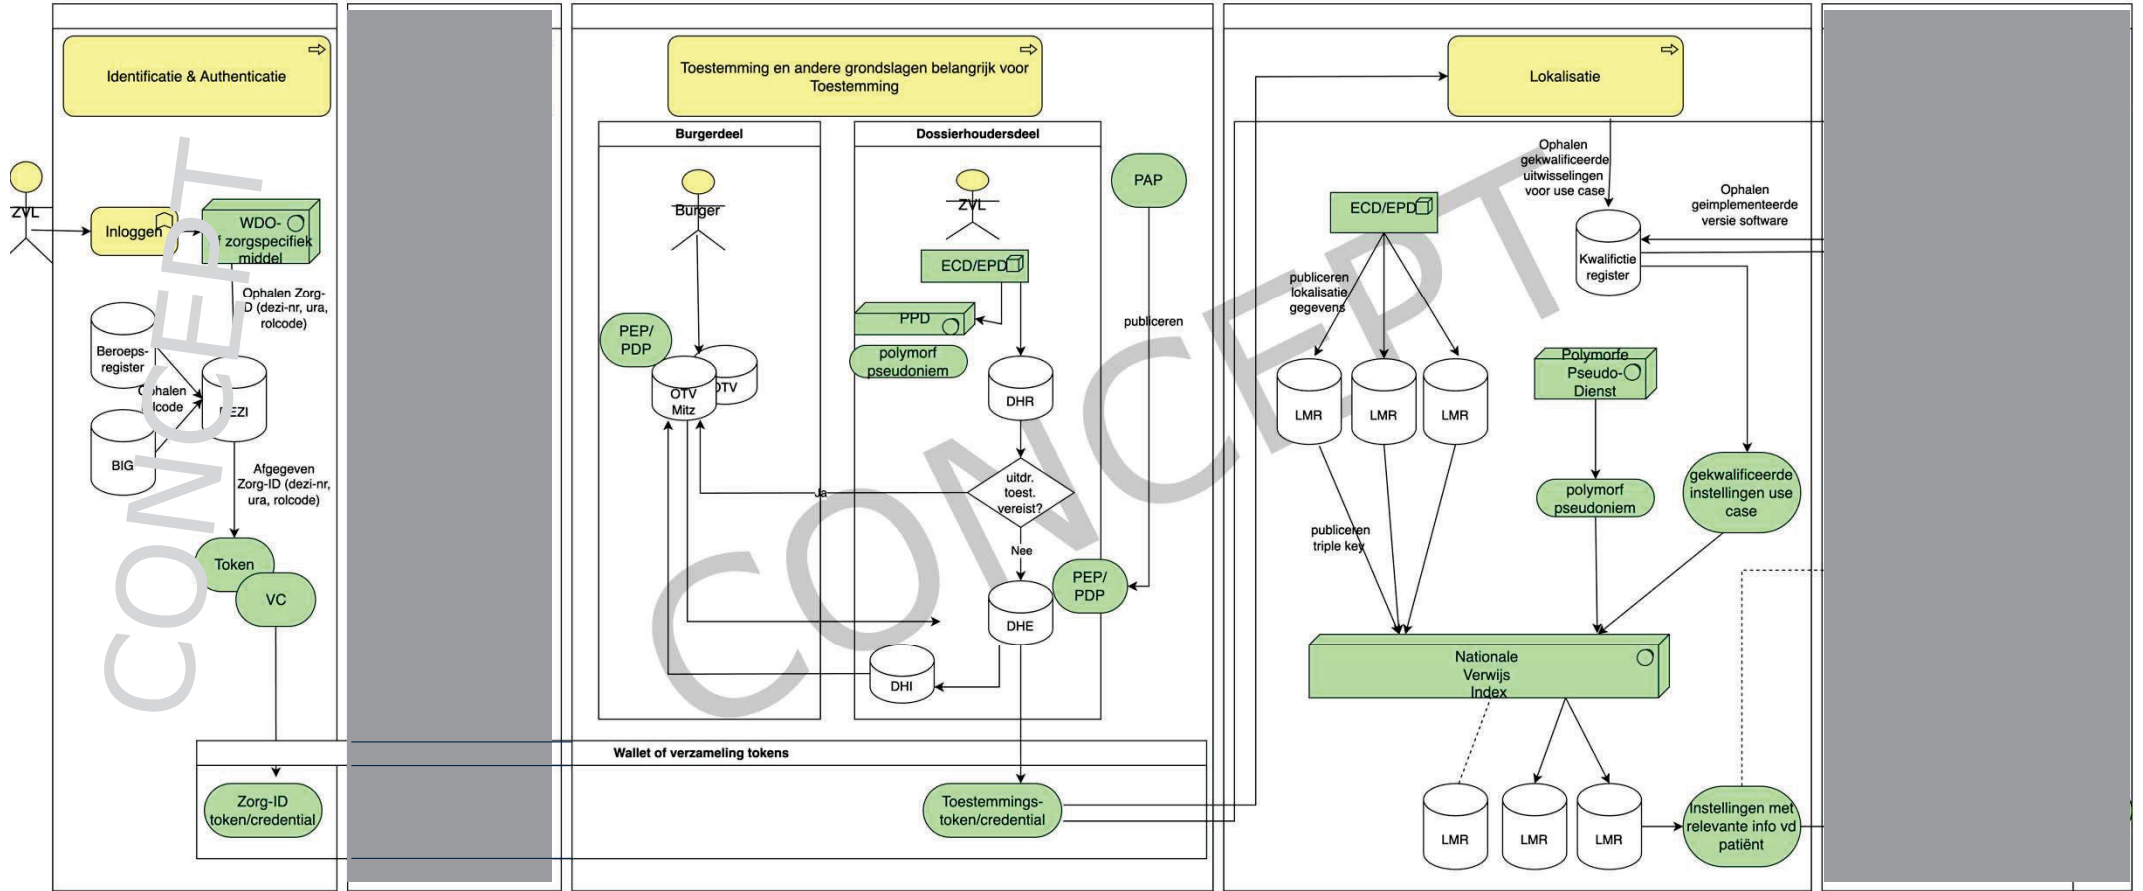 Identificatie & Authenticatie
ZVL
Inloggen
WDO-
f zorgspecifiek
middel
Ophalen Zorg-
D (dezi-nr, ura,
rolcode)
Beroeps-
register
Ophalen
olcode
EZI
BIG
Afgegeven
Zorg-ID (dezi-nr,
ura, rolcode)
Token
VC
CONCEPT
Toestemming en andere grondslagen belangrijk voor
Toestemming
Burgerdeel
Burger
PEP/
PDP
OTV
Mitz
OTV
Dossierhoudersdeel
ZVL
ECD/EPD
PPD
polymorf
pseudoniem
DHR
uitdr.
toest.
vereist?
Ja
Nee
PEP/
PDP
DHE
DHI
PAP
publiceren
CONCEPT
Wallet of verzameling tokens
Zorg-ID
token/credential
Toestemmings-
token/credential
Lokalisatie
Ophalen
gekwalificeerde
uitwisselingen
voor use case
Ophalen
geimplementeerde
versie software
ECD/EPD
Kwalifictie
register
publiceren
lokalisatie
gegevens
LMR
LMR
LMR
Polymorfe
Pseudo-
Dienst
polymorf
pseudoniem
gekwalificeerde
instellingen use
case
publiceren
triple key
Nationale
Verwijs
Index
LMR
LMR
LMR
Instellingen met
relevante info vd
patiënt